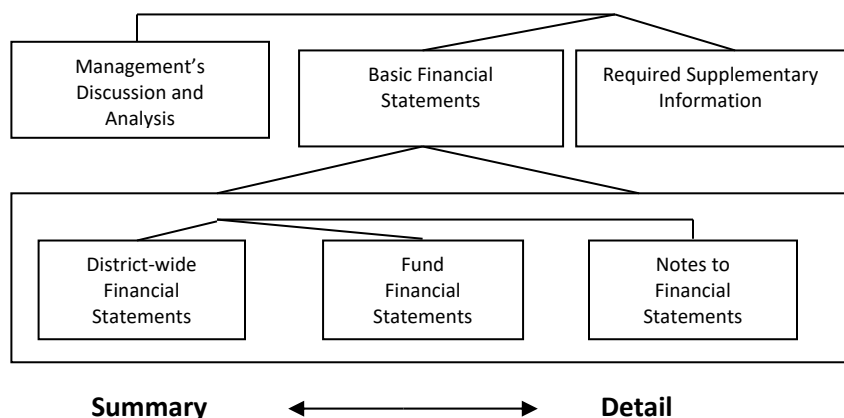 Management’s
Discussion and
Analysis
Basic Financial
Statements
Required Supplementary
Information
District-wide
Financial
Statements
Fund
Financial
Statements
Notes to
Financial
Statements
Summary
Detail